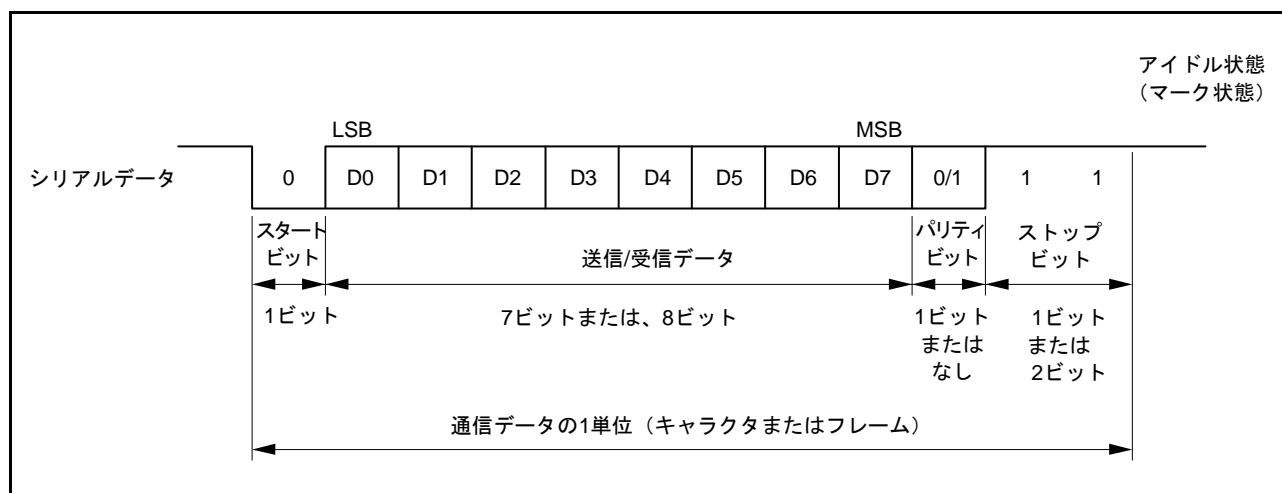 アイドル状態
（マーク状態）
LSB
MSB
シリアルデータ
0
D0
D1
D2
D3
D4
D5
D6
D7
0/1
1
1
スタート
ビット
送信/受信データ
パリティ
ビット
ストップ
ビット
1ビット
7ビットまたは、8ビット
1ビット
または
なし
1ビット
または
2ビット
通信データの1単位（キャラクタまたはフレーム）